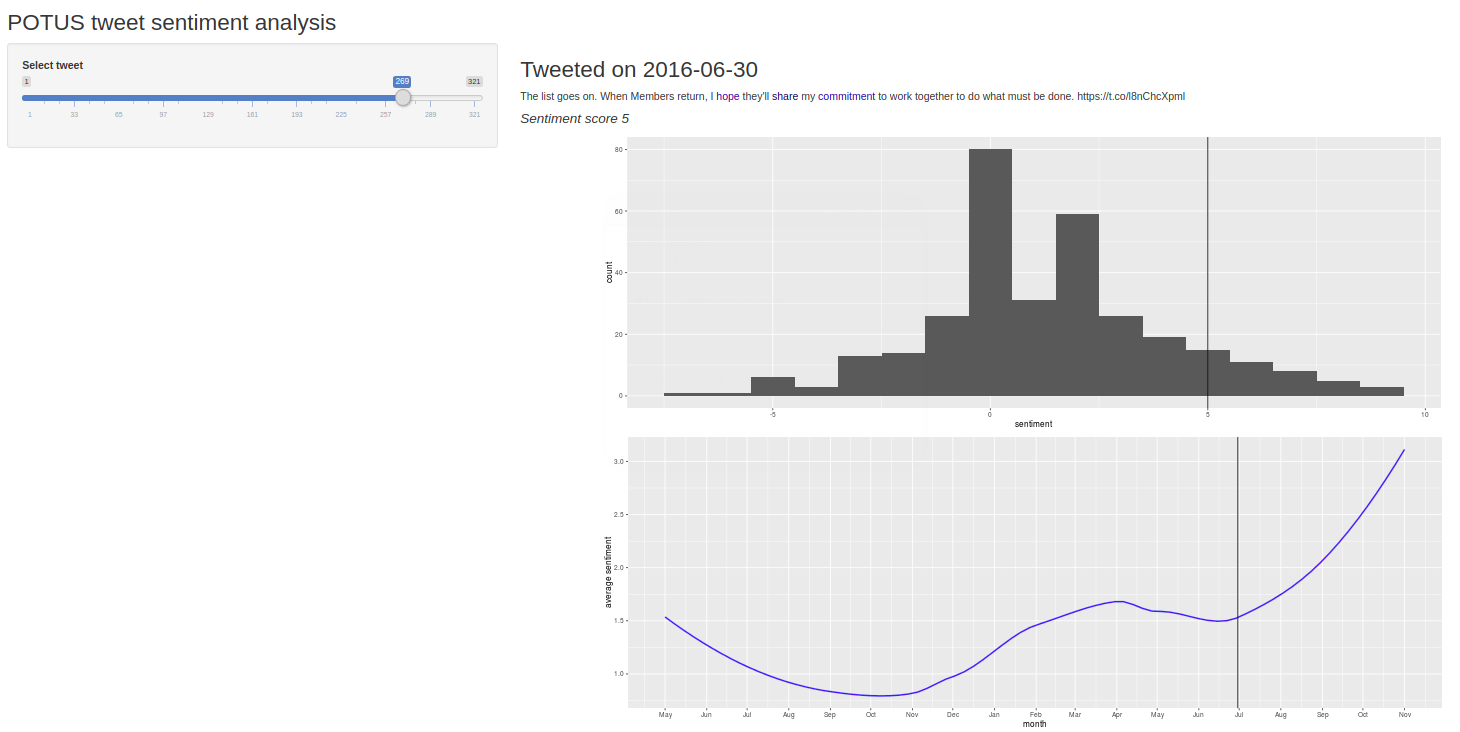 POTUS tweet sentiment analysis
Select tweet
1 269 321
1 33 65 97 129 161 193 225 257 289 321
Tweeted on 2016-06-30
The list goes on. When Members return, I hope they'll share my commitment to work together to do what must be done. https://t.co/l8nChcXpml
Sentiment score 5
80
60
40
20
0
count
-5 0 5 10
sentiment
3.0
2.5
2.0
1.5
1.0
average sentiment
May Jun Jul Aug Sep Oct Nov Dec Jan Feb Mar Apr May Jun Jul Aug Sep Oct Nov
month